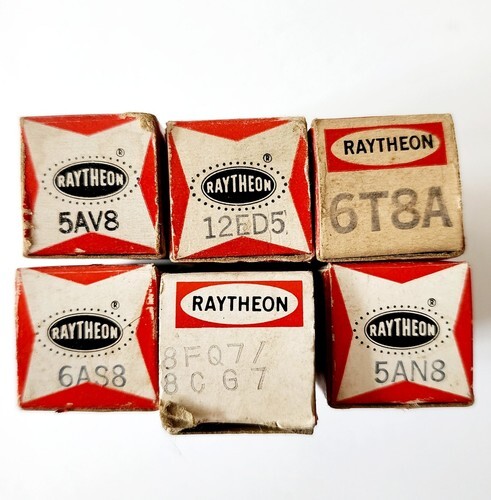 RAYTHEON ®
5AV8
RAYTHEON ®
12ED5
RAYTHEON
6T8A
RAYTHEON ®
6AS8
RAYTHEON
8FQ7/
8CG7
RAYTHEON ®
5AN8